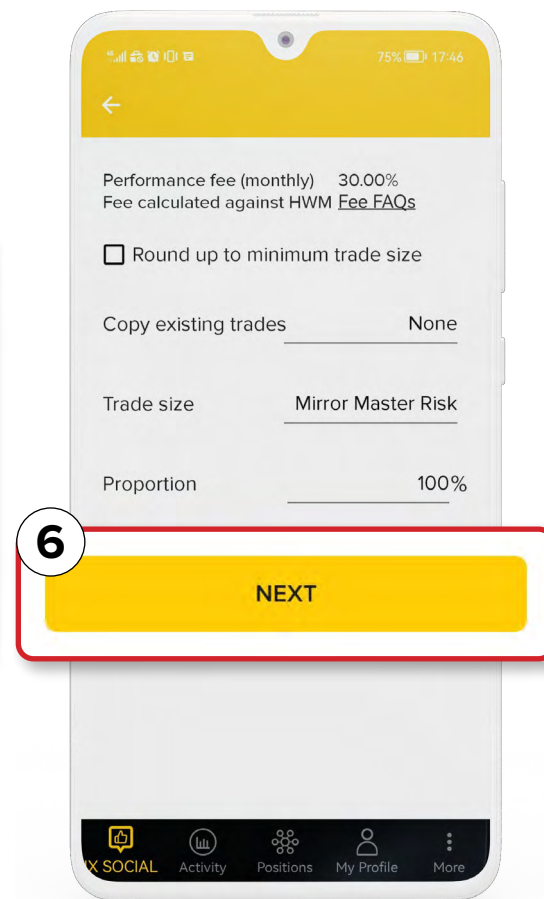 75% 17:46
Performance fee (monthly) 30.00%
Fee calculated against HWM Fee FAQs
Round up to minimum trade size
Copy existing trades None
Trade size Mirror Master Risk
Proportion 100%
6
NEXT
X SOCIAL Activity Positions My Profile More